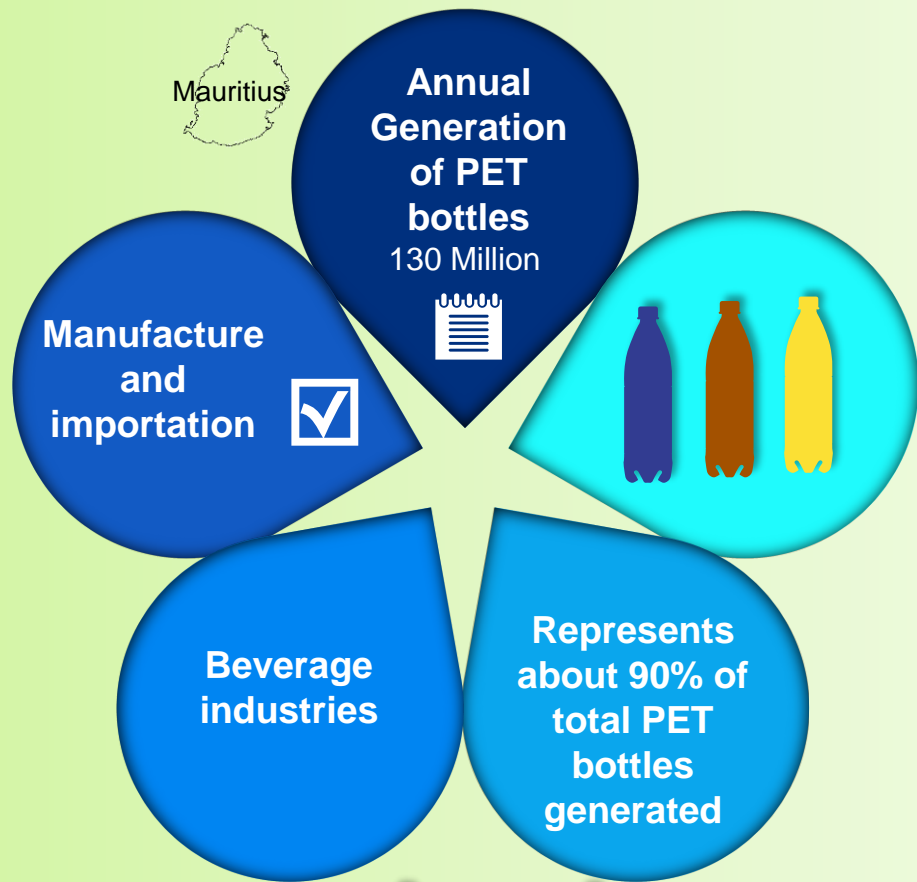 Mauritius
Annual
Generation
of PET
bottles
130 Million
Manufacture
and
importation
Beverage
industries
Represents
about 90% of
total PET
bottles
generated